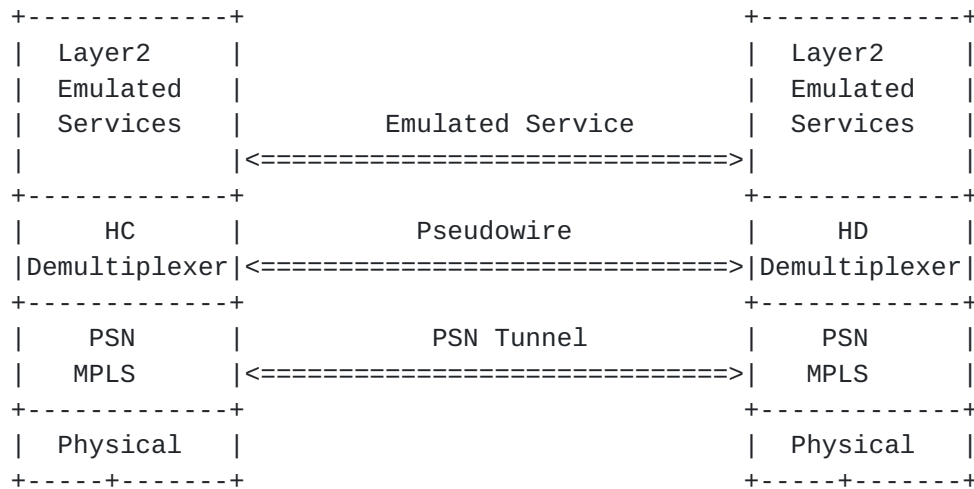 +-------------+                                +-------------+
|  Layer2     |                                |  Layer2     |
|  Emulated   |                                |  Emulated   |
|  Services   |         Emulated Service       |  Services   |
|             |<==============================>|             |
+-------------+                                +-------------+
|     HC      |           Pseudowire           |     HD      |
|Demultiplexer|<==============================>|Demultiplexer|
+-------------+                                +-------------+
|    PSN      |            PSN Tunnel          |    PSN      |
|   MPLS      |<==============================>|   MPLS      |
+-------------+                                +-------------+
|  Physical   |                                |  Physical   |
+-----+-------+                                +-----+-------+